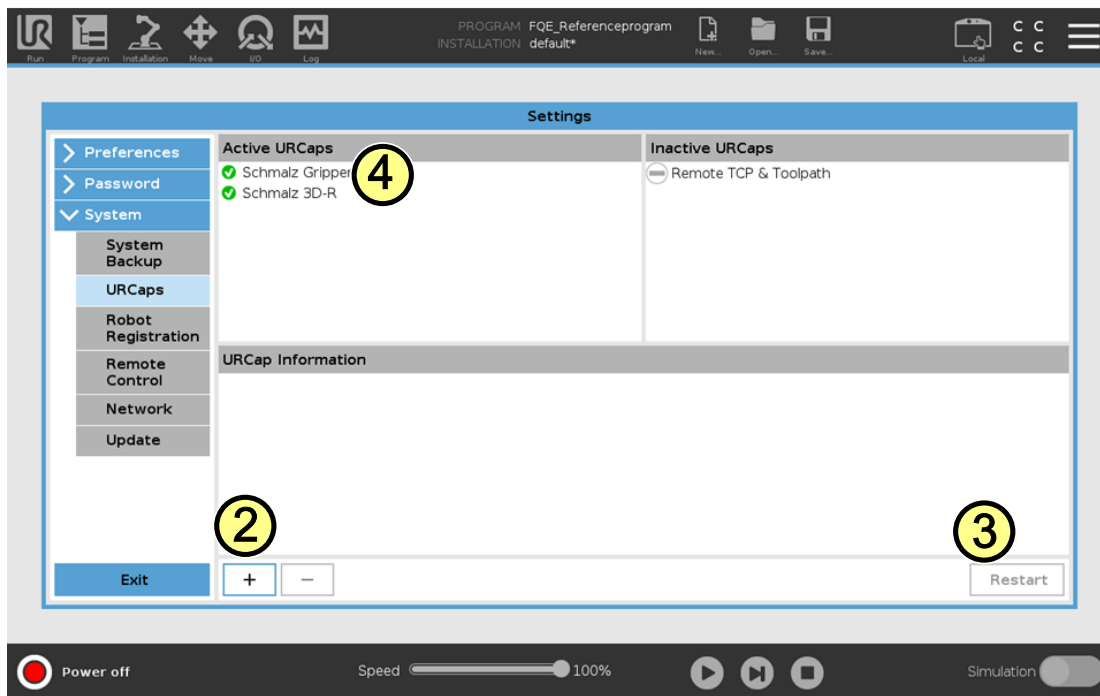 PROGRAM FQE_Referenceprogram
INSTALLATION default*
UR
Run
Program
Installation
Move
I/O
Log
New...
Open...
Save...
Local
C C
C C
Settings
Preferences
Password
System
System
Backup
URCaps
Robot
Registration
Remote
Control
Network
Update
Exit
Active URCaps
Schmalz Gripper
Schmalz 3D-R
4
Inactive URCaps
Remote TCP & Toolpath
URCap Information
2
3
+
−
Restart
Power off
Speed
100%
Simulation